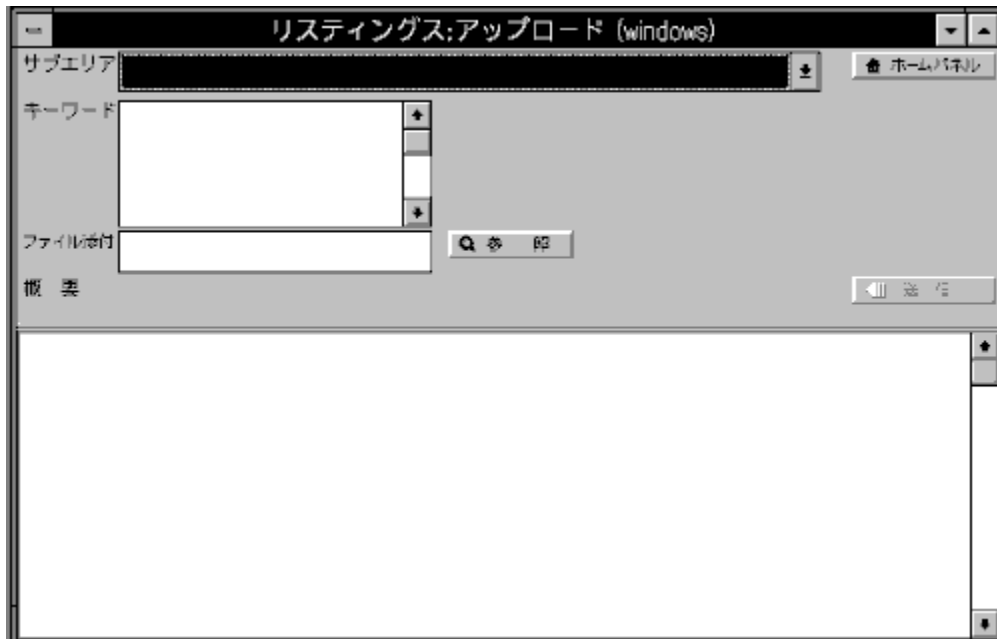 リスティングス:アップロード (windows)
サブエリア
ホームパネル
キーワード
ファイル添付
参 照
概 要
送 信